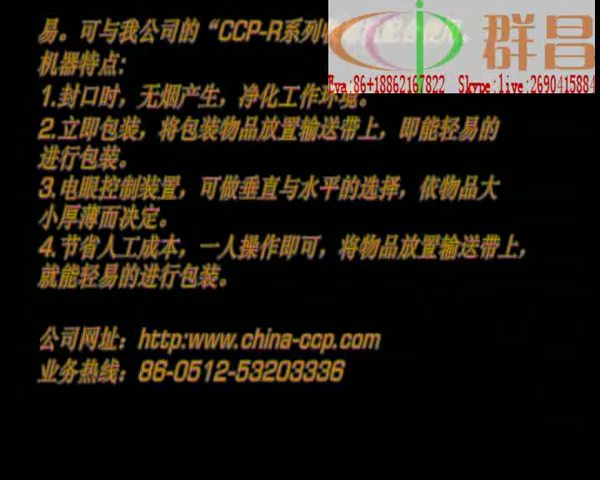 易。可与我公司的“CCP-R系列
群昌
Eva:86+18862167822 Skype:live:2690415884
机器特点:
1.封口时，无烟产生，净化工作环境。
2.立即包装，将包装物品放置输送带上，即能轻易的
进行包装。
3.电眼控制装置，可做垂直与水平的选择，依物品大
小厚薄而决定。
4.节省人工成本，一人操作即可，将物品放置输送带上，
就能轻易的进行包装。
公司网址：http:www.china-ccp.com
业务热线：86-0512-53203336